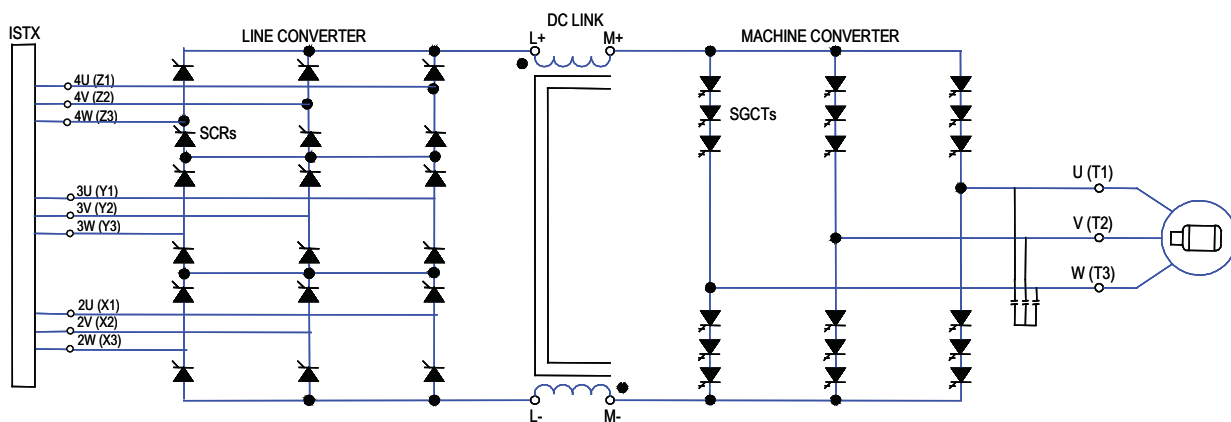 ISTX
LINE CONVERTER
DC LINK
L+
M+
MACHINE CONVERTER
4U (Z1)
4V (Z2)
4W (Z3)
SCRs
SGCTs
3U (Y1)
3V (Y2)
3W (Y3)
U (T1)
V (T2)
W (T3)
2U (X1)
2V (X2)
2W (X3)
L-
M-